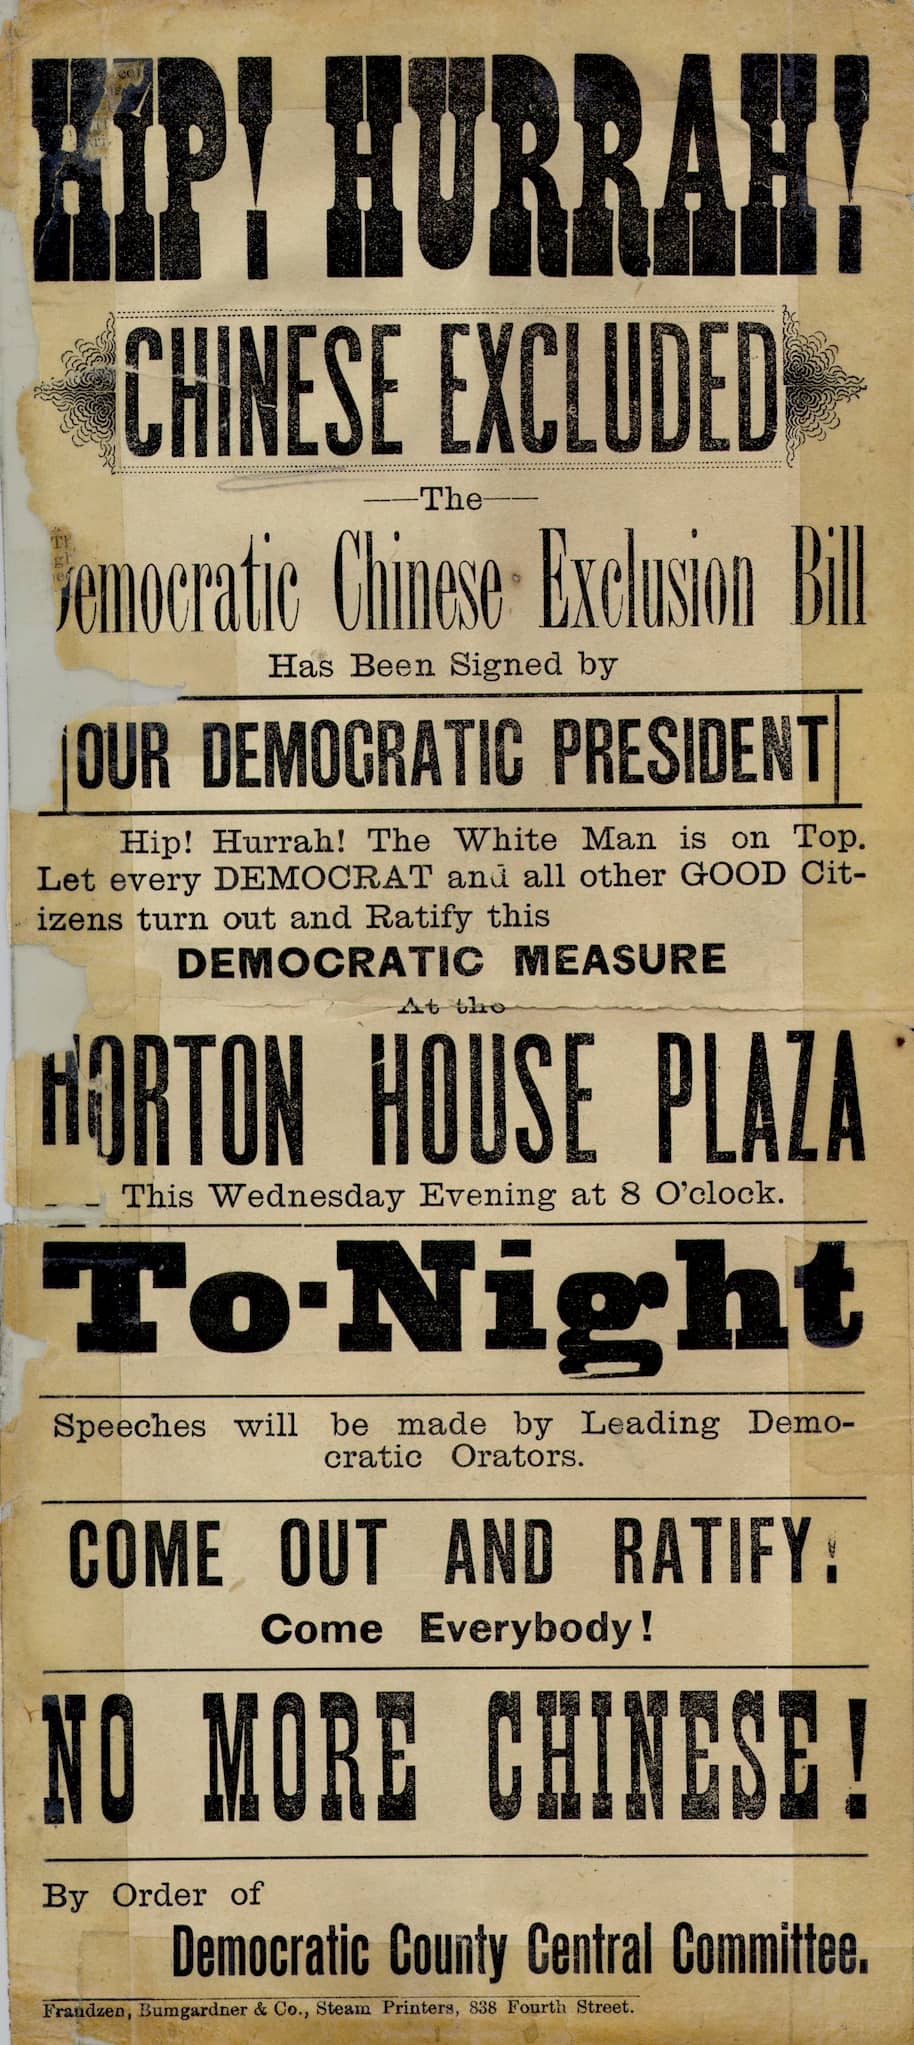 HIP! HURRAH!
CHINESE EXCLUDED
The
Democratic Chinese Exclusion Bill
Has Been Signed by
OUR DEMOCRATIC PRESIDENT
Hip! Hurrah! The White Man is on Top.
Let every DEMOCRAT and all other GOOD Cit-
izens turn out and Ratify this
DEMOCRATIC MEASURE
At the
HORTON HOUSE PLAZA
This Wednesday Evening at 8 O'clock.
To-Night
Speeches will be made by Leading Demo-
cratic Orators.
COME OUT AND RATIFY!
Come Everybody!
NO MORE CHINESE!
By Order of
Democratic County Central Committee.
Frandzen, Bumgardner & Co., Steam Printers, 838 Fourth Street.